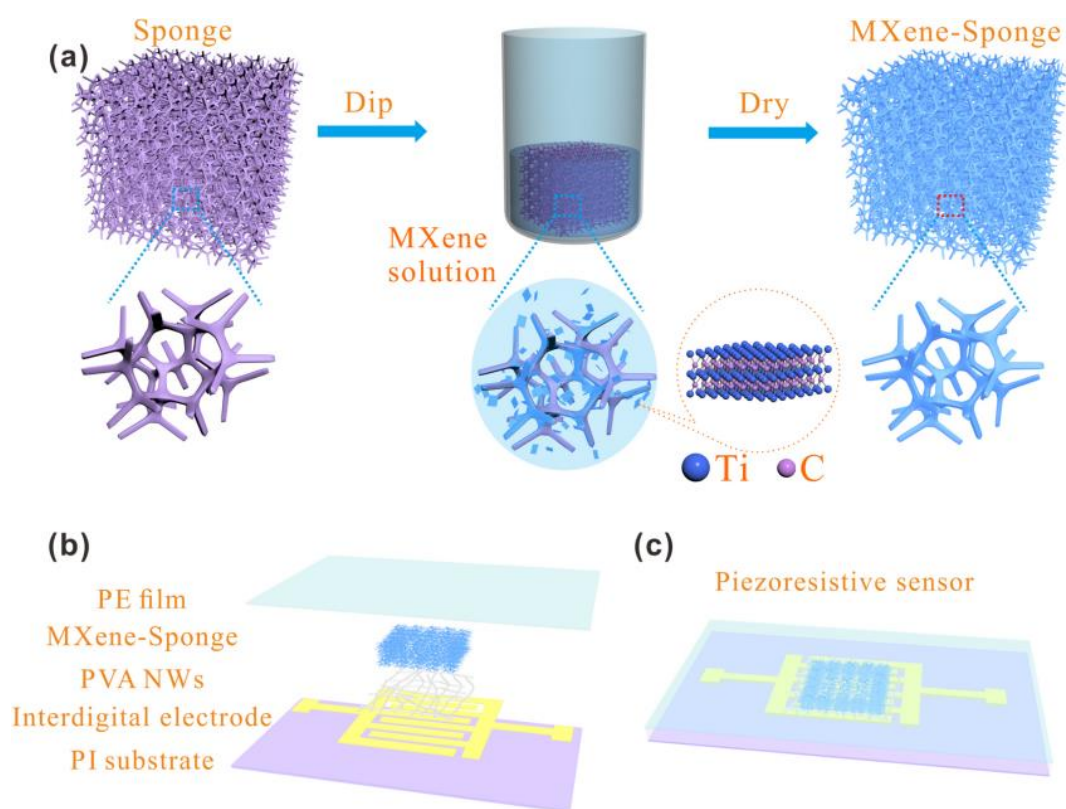 (a)
Sponge
Dip
MXene
solution
Dry
MXene-Sponge
Ti
C
(b)
PE film
MXene-Sponge
PVA NWs
Interdigital electrode
PI substrate
(c)
Piezoresistive sensor